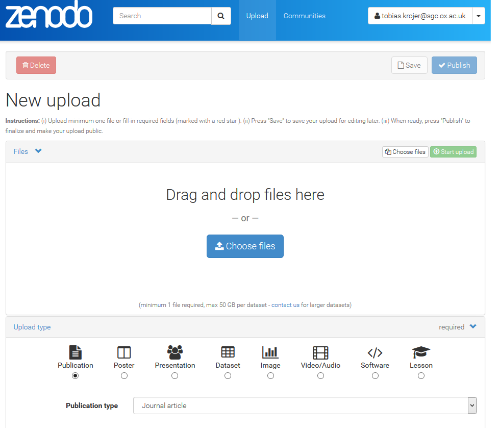 zenodo
Search
Upload
Communities
tobias.krojer@sgc.ox.ac.uk
Delete
Save
Publish
New upload
Instructions: (i) Upload minimum one file or fill in required fields (marked with a red star ). (ii) Press "Save" to save your upload for editing later. (iii) When ready, press "Publish" to
finalize and make your upload public.
Files
Choose files
Start upload
Drag and drop files here
— or —
Choose files
(minimum 1 file required, max 50 GB per dataset - contact us for larger datasets)
Upload type
required
Publication
Poster
Presentation
Dataset
Image
Video/Audio
Software
Lesson
Publication type
Journal article